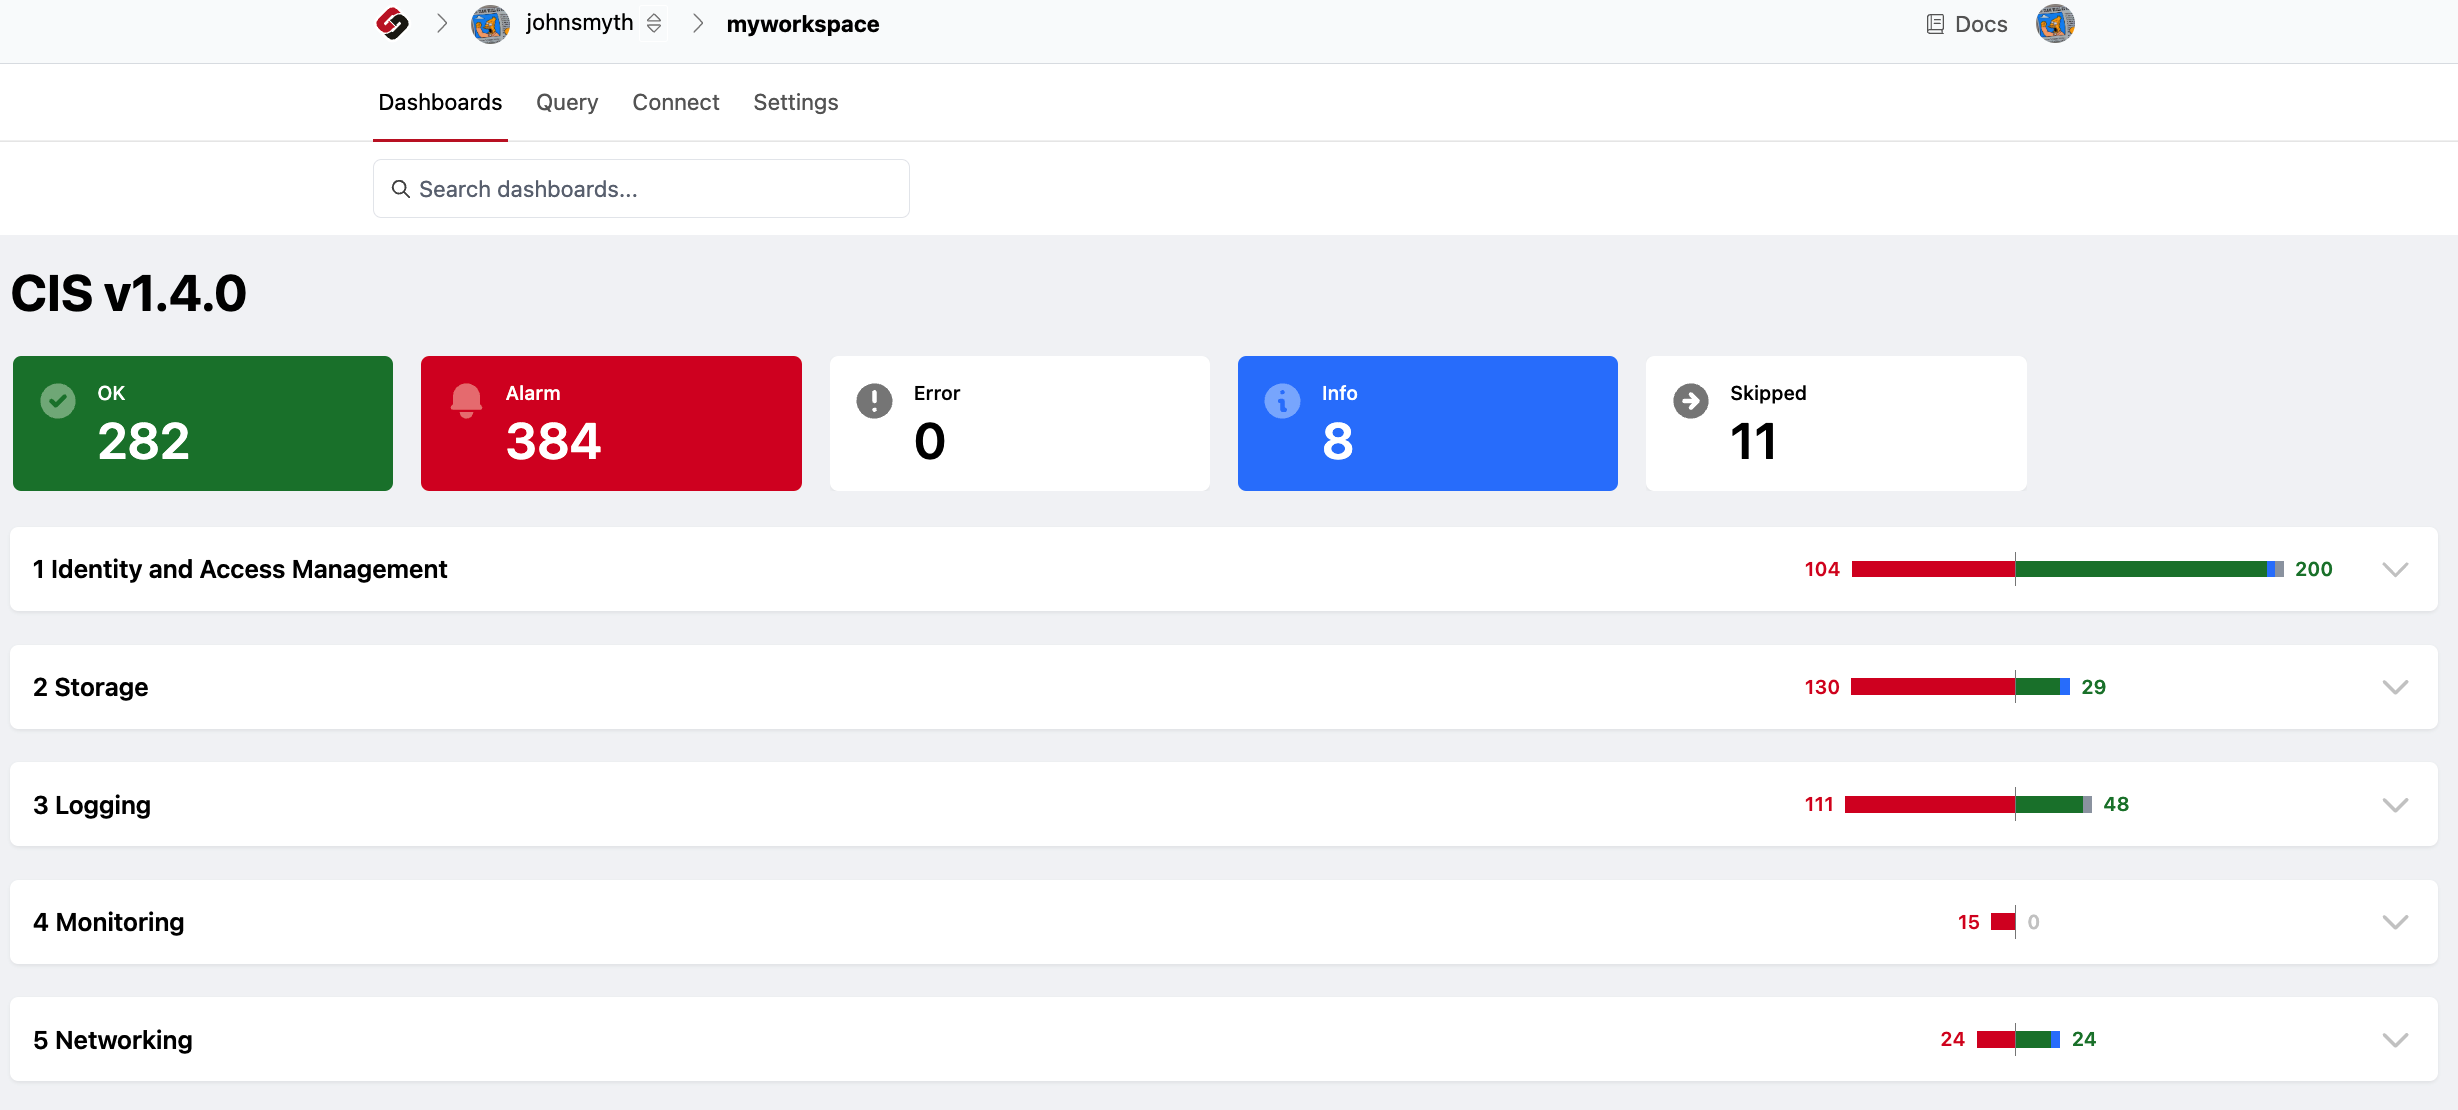 johnsmyth
myworkspace
Docs
Dashboards Query Connect Settings
Search dashboards...
CIS v1.4.0
OK
282
Alarm
384
Error
0
Info
8
Skipped
11
1 Identity and Access Management 104 200
2 Storage 130 29
3 Logging 111 48
4 Monitoring 15 0
5 Networking 24 24